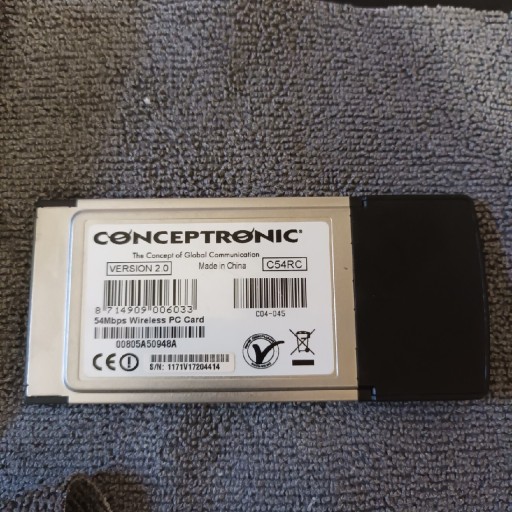 CONCEPTRONIC®
The Concept of Global Communication
VERSION 2.0 Made in China C54RC
8 714909 006033
54Mbps Wireless PC Card
C04-045
00805A50948A
CE
S/N: 1171V17204414